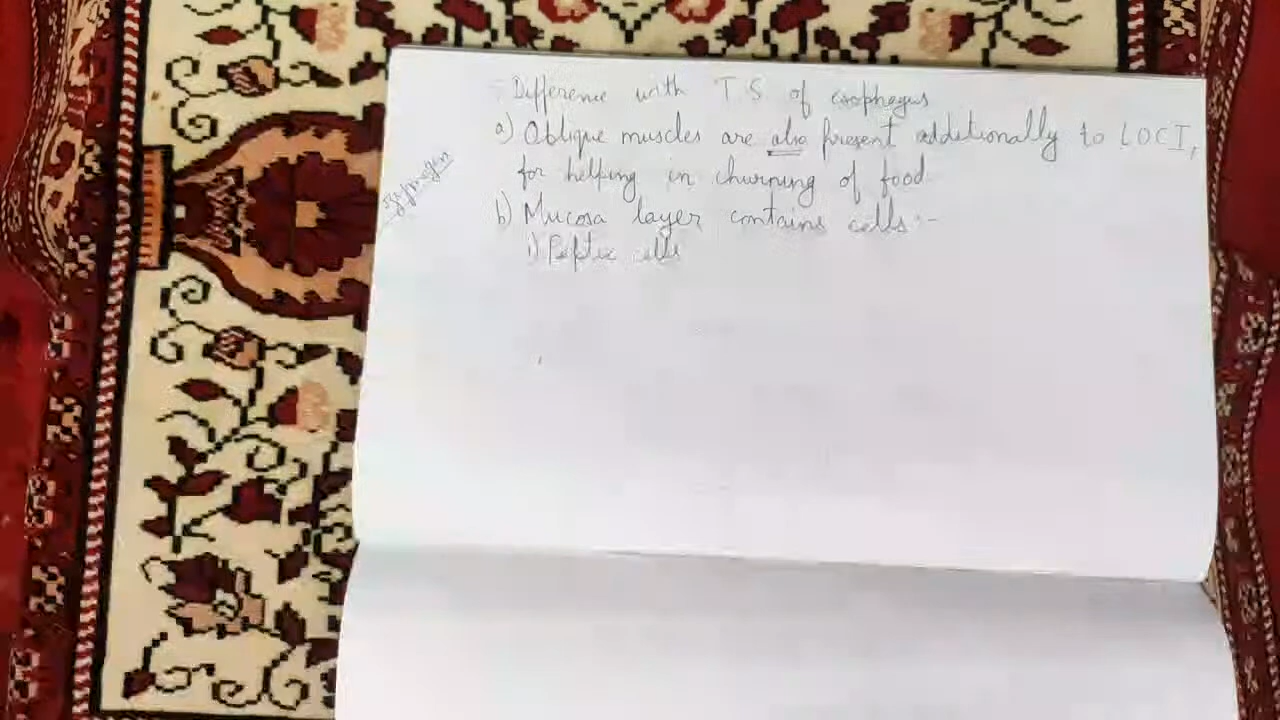 Difference with T.S of esophagus
a) Oblique muscles are also present additionally to LOCI,
for helping in churning of food
b) Mucosa layer contains cells :-
i) Peptic cells